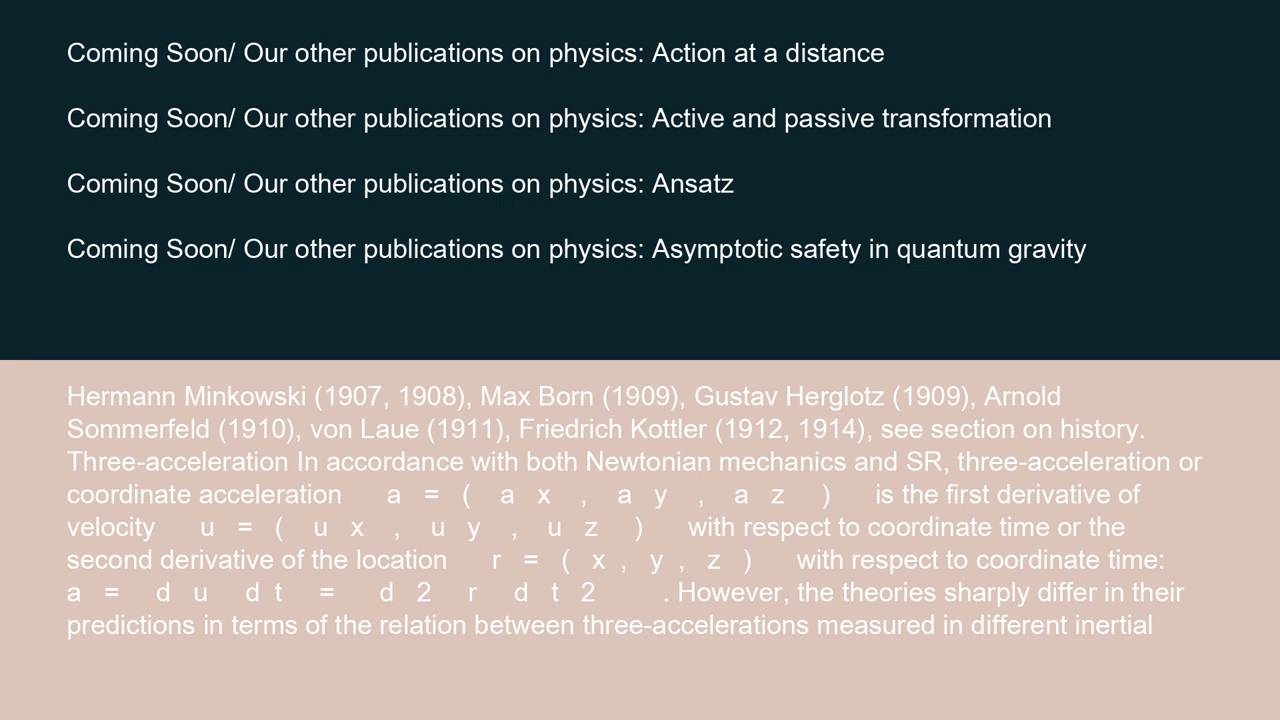 Coming Soon/ Our other publications on physics: Action at a distance
Coming Soon/ Our other publications on physics: Active and passive transformation
Coming Soon/ Our other publications on physics: Ansatz
Coming Soon/ Our other publications on physics: Asymptotic safety in quantum gravity
Hermann Minkowski (1907, 1908), Max Born (1909), Gustav Herglotz (1909), Arnold
Sommerfeld (1910), von Laue (1911), Friedrich Kottler (1912, 1914), see section on history.
Three-acceleration In accordance with both Newtonian mechanics and SR, three-acceleration or
coordinate acceleration a = ( a x , a y , a z ) is the first derivative of
velocity u = ( u x , u y , u z ) with respect to coordinate time or the
second derivative of the location r = ( x , y , z ) with respect to coordinate time:
a = d u d t = d 2 r d t 2 . However, the theories sharply differ in their
predictions in terms of the relation between three-accelerations measured in different inertial